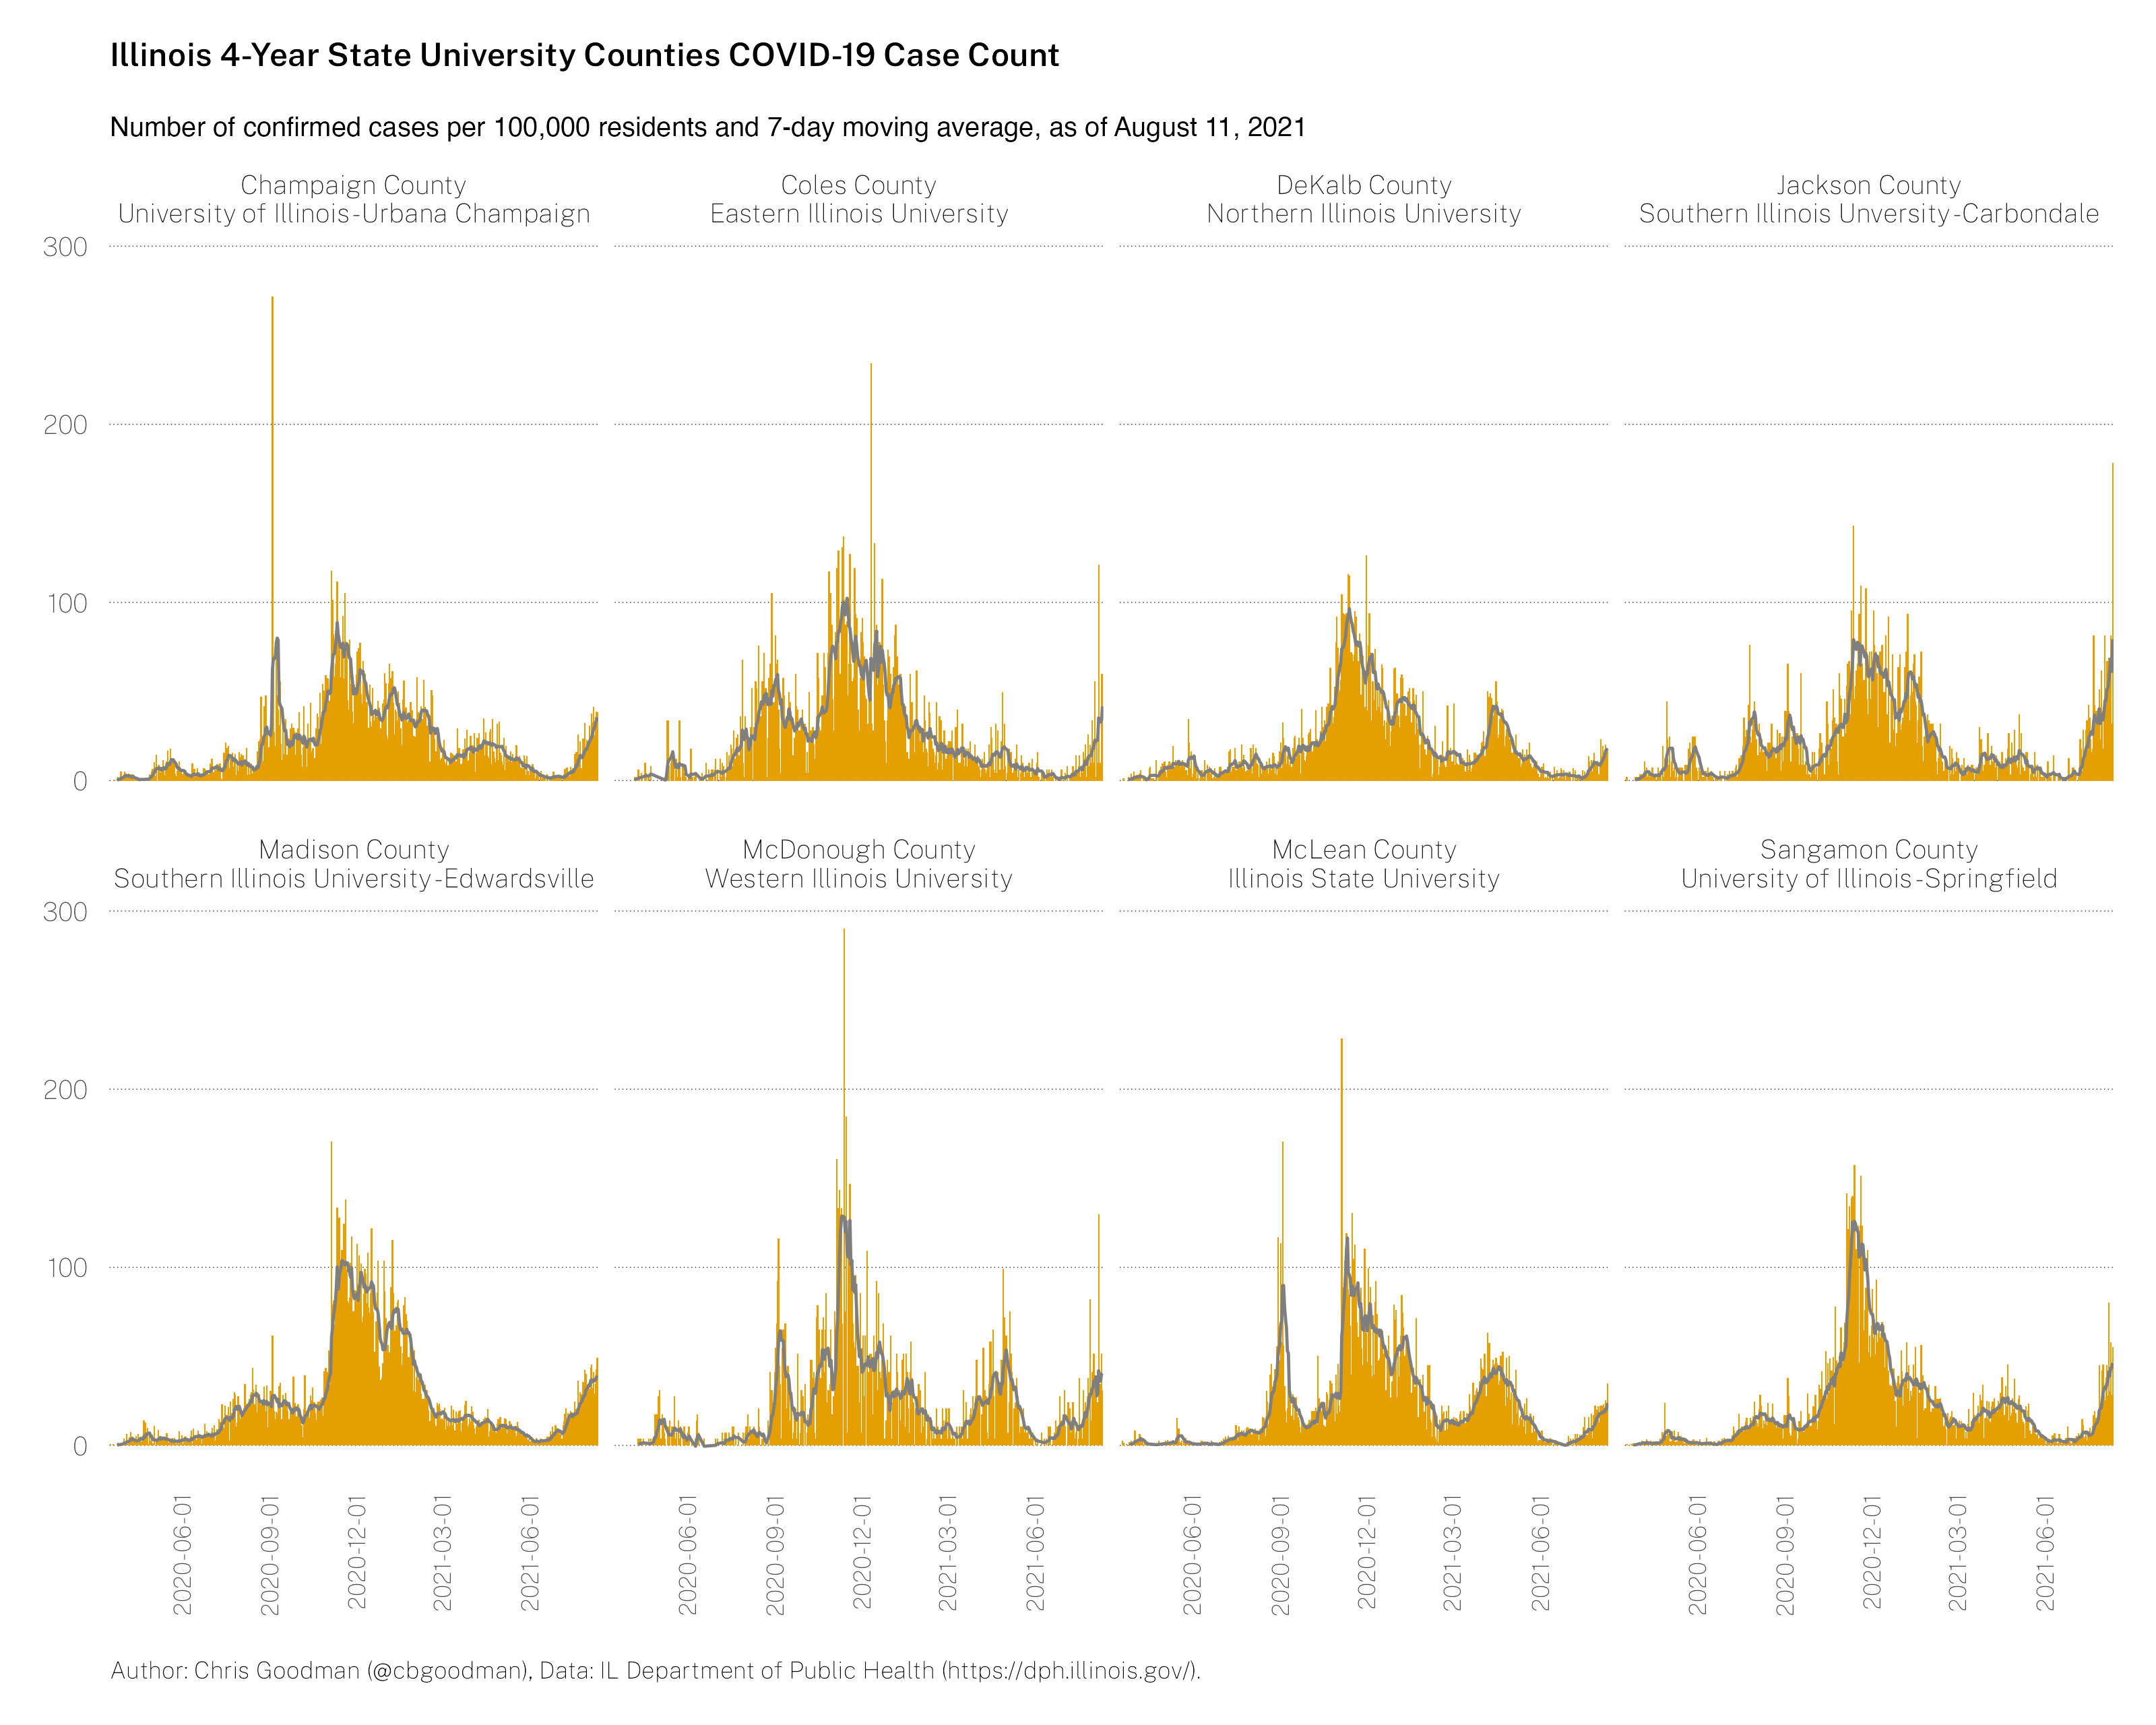 Illinois 4-Year State University Counties COVID-19 Case Count
Number of confirmed cases per 100,000 residents and 7-day moving average, as of August 11, 2021
Champaign County
University of Illinois-Urbana Champaign
Coles County
Eastern Illinois University
DeKalb County
Northern Illinois University
Jackson County
Southern Illinois Unversity-Carbondale
300
200
100
0
Madison County
Southern Illinois University-Edwardsville
McDonough County
Western Illinois University
McLean County
Illinois State University
Sangamon County
University of Illinois-Springfield
300
200
100
0
2020-06-01
2020-09-01
2020-12-01
2021-03-01
2021-06-01
2020-06-01
2020-09-01
2020-12-01
2021-03-01
2021-06-01
2020-06-01
2020-09-01
2020-12-01
2021-03-01
2021-06-01
2020-06-01
2020-09-01
2020-12-01
2021-03-01
2021-06-01
Author: Chris Goodman (@cbgoodman), Data: IL Department of Public Health (https://dph.illinois.gov/).